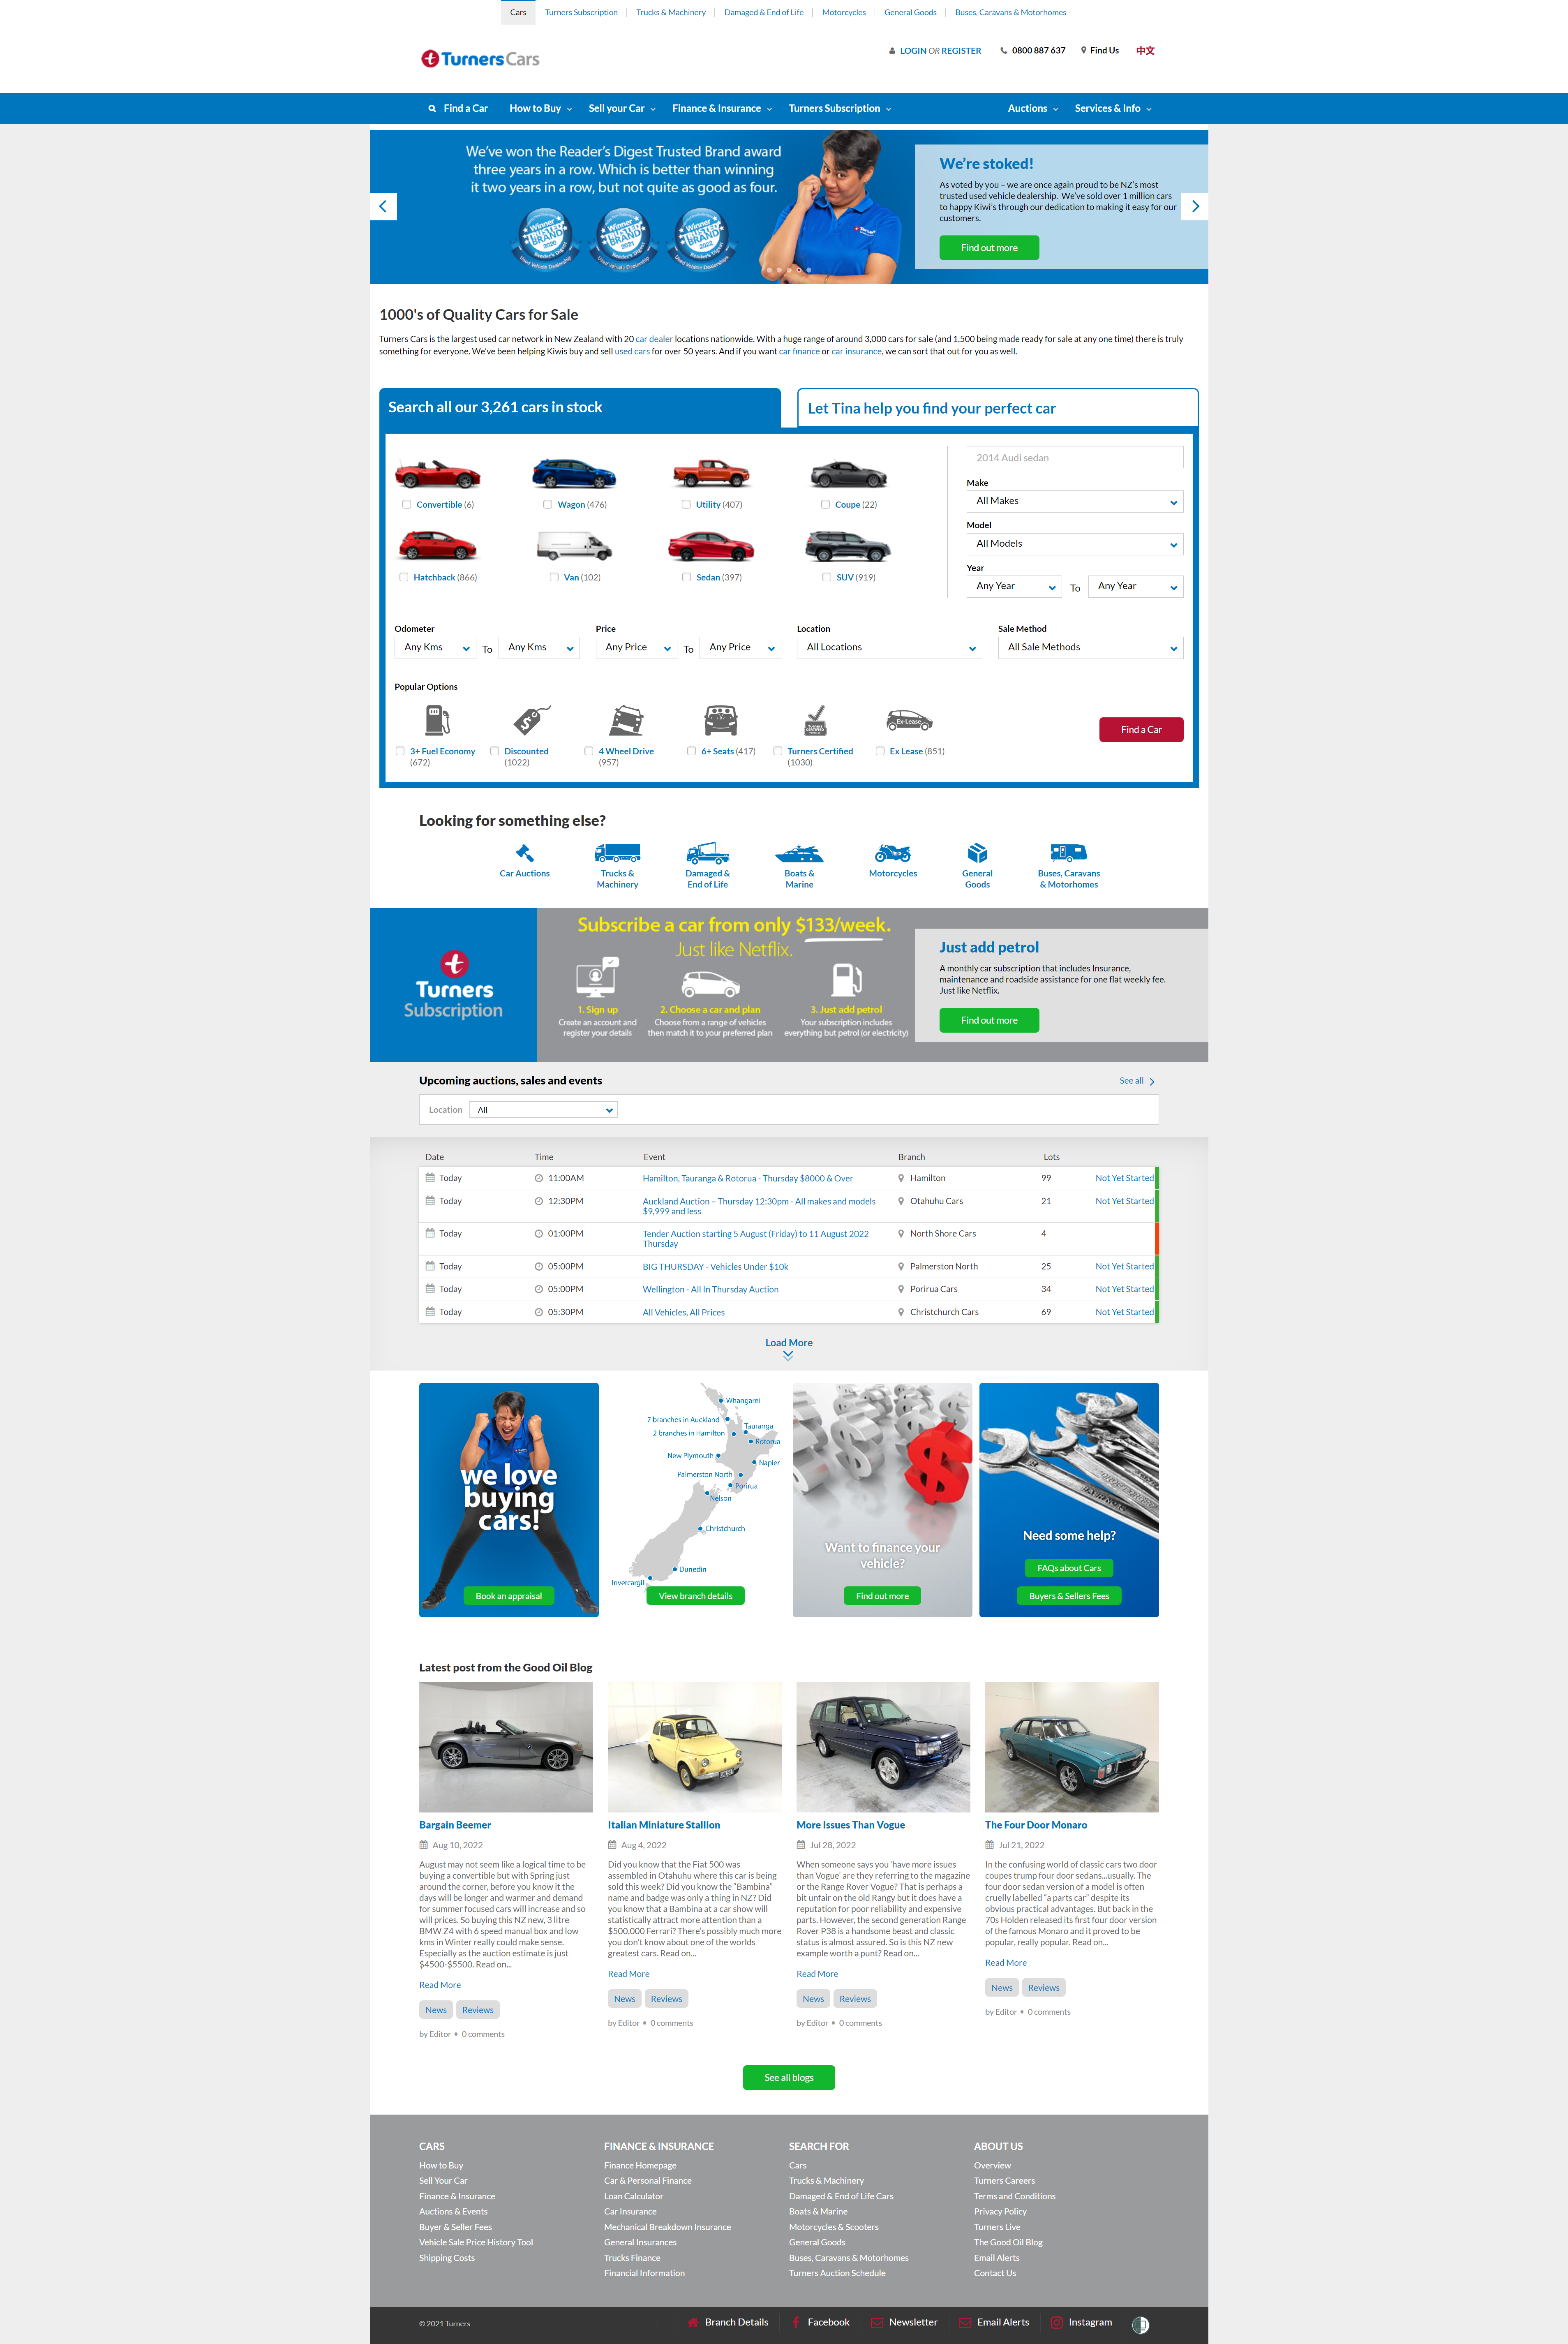 Cars
Turners Subscription
Trucks & Machinery
Damaged & End of Life
Motorcycles
General Goods
Buses, Caravans & Motorhomes
Turners Cars
LOGIN OR REGISTER
0800 887 637
Find Us
中文
Find a Car
How to Buy
Sell your Car
Finance & Insurance
Turners Subscription
Auctions
Services & Info
We've won the Reader's Digest Trusted Brand award
three years in a row. Which is better than winning
it two years in a row, but not quite as good as four.
Winner
TRUSTED
BRAND
2020
Reader's Digest
Used Vehicle Dealership
Winner
TRUSTED
BRAND
2021
Reader's Digest
Used Vehicle Dealership
Winner
TRUSTED
BRAND
2022
Reader's Digest
Used Vehicle Dealerships
Turners
We're stoked!
As voted by you – we are once again proud to be NZ's most
trusted used vehicle dealership. We've sold over 1 million cars
to happy Kiwi's through our dedication to making it easy for our
customers.
Find out more
1000's of Quality Cars for Sale
Turners Cars is the largest used car network in New Zealand with 20 car dealer locations nationwide. With a huge range of around 3,000 cars for sale (and 1,500 being made ready for sale at any one time) there is truly
something for everyone. We've been helping Kiwis buy and sell used cars for over 50 years. And if you want car finance or car insurance, we can sort that out for you as well.
Search all our 3,261 cars in stock
Let Tina help you find your perfect car
Convertible (6)
Wagon (476)
Utility (407)
Coupe (22)
Hatchback (866)
Van (102)
Sedan (397)
SUV (919)
2014 Audi sedan
Make
All Makes
Model
All Models
Year
Any Year
To
Any Year
Odometer
Any Kms
To
Any Kms
Price
Any Price
To
Any Price
Location
All Locations
Sale Method
All Sale Methods
Popular Options
Turners
CERTIFIED
Ex-Lease
3+ Fuel Economy
(672)
Discounted
(1022)
4 Wheel Drive
(957)
6+ Seats (417)
Turners Certified
(1030)
Ex Lease (851)
Find a Car
Looking for something else?
Car Auctions
Trucks &
Machinery
Damaged &
End of Life
Boats &
Marine
Motorcycles
General
Goods
Buses, Caravans
& Motorhomes
Turners
Subscription
Subscribe a car from only $133/week.
Just like Netflix.
1. Sign up
Create an account and
register your details
2. Choose a car and plan
Choose from a range of vehicles
then match it to your preferred plan
3. Just add petrol
Your subscription includes
everything but petrol (or electricity)
Just add petrol
A monthly car subscription that includes Insurance,
maintenance and roadside assistance for one flat weekly fee.
Just like Netflix.
Find out more
Upcoming auctions, sales and events
See all
Location
All
Date Time Event Branch Lots
Today 11:00AM Hamilton, Tauranga & Rotorua - Thursday $8000 & Over Hamilton 99 Not Yet Started
Today 12:30PM Auckland Auction – Thursday 12:30pm - All makes and models Otahuhu Cars 21 Not Yet Started
$9,999 and less
Today 01:00PM Tender Auction starting 5 August (Friday) to 11 August 2022 North Shore Cars 4
Thursday
Today 05:00PM BIG THURSDAY - Vehicles Under $10k Palmerston North 25 Not Yet Started
Today 05:00PM Wellington - All In Thursday Auction Porirua Cars 34 Not Yet Started
Today 05:30PM All Vehicles, All Prices Christchurch Cars 69 Not Yet Started
Load More
we love
buying
cars!
Book an appraisal
Whangarei
7 branches in Auckland
Tauranga
2 branches in Hamilton
Rotorua
New Plymouth
Napier
Palmerston North
Porirua
Nelson
Christchurch
Dunedin
Invercargill
View branch details
Want to finance your
vehicle?
Find out more
Need some help?
FAQs about Cars
Buyers & Sellers Fees
Latest post from the Good Oil Blog
Bargain Beemer
Aug 10, 2022
August may not seem like a logical time to be
buying a convertible but with Spring just
around the corner, before you know it the
days will be longer and warmer and demand
for summer focused cars will increase and so
will prices. So buying this NZ new, 3 litre
BMW Z4 with 6 speed manual box and low
kms in Winter really could make sense.
Especially as the auction estimate is just
$4500-$5500. Read on...
Read More
News
Reviews
by Editor • 0 comments
Italian Miniature Stallion
Aug 4, 2022
Did you know that the Fiat 500 was
assembled in Otahuhu where this car is being
sold this week? Did you know the "Bambina"
name and badge was only a thing in NZ? Did
you know that a Bambina at a car show will
statistically attract more attention than a
$500,000 Ferrari? There's possibly much more
you don't know about one of the worlds
greatest cars. Read on...
Read More
News
Reviews
by Editor • 0 comments
More Issues Than Vogue
Jul 28, 2022
When someone says you 'have more issues
than Vogue' are they referring to the magazine
or the Range Rover Vogue? That is perhaps a
bit unfair on the old Rangy but it does have a
reputation for poor reliability and expensive
parts. However, the second generation Range
Rover P38 is a handsome beast and classic
status is almost assured. So is this NZ new
example worth a punt? Read on...
Read More
News
Reviews
by Editor • 0 comments
The Four Door Monaro
Jul 21, 2022
In the confusing world of classic cars two door
coupes trump four door sedans...usually. The
four door sedan version of a model is often
cruelly labelled "a parts car" despite its
obvious practical advantages. But back in the
70s Holden released its first four door version
of the famous Monaro and it proved to be
popular, really popular. Read on...
Read More
News
Reviews
by Editor • 0 comments
See all blogs
CARS
How to Buy
Sell Your Car
Finance & Insurance
Auctions & Events
Buyer & Seller Fees
Vehicle Sale Price History Tool
Shipping Costs
FINANCE & INSURANCE
Finance Homepage
Car & Personal Finance
Loan Calculator
Car Insurance
Mechanical Breakdown Insurance
General Insurances
Trucks Finance
Financial Information
SEARCH FOR
Cars
Trucks & Machinery
Damaged & End of Life Cars
Boats & Marine
Motorcycles & Scooters
General Goods
Buses, Caravans & Motorhomes
Turners Auction Schedule
ABOUT US
Overview
Turners Careers
Terms and Conditions
Privacy Policy
Turners Live
The Good Oil Blog
Email Alerts
Contact Us
© 2021 Turners
Branch Details
Facebook
Newsletter
Email Alerts
Instagram